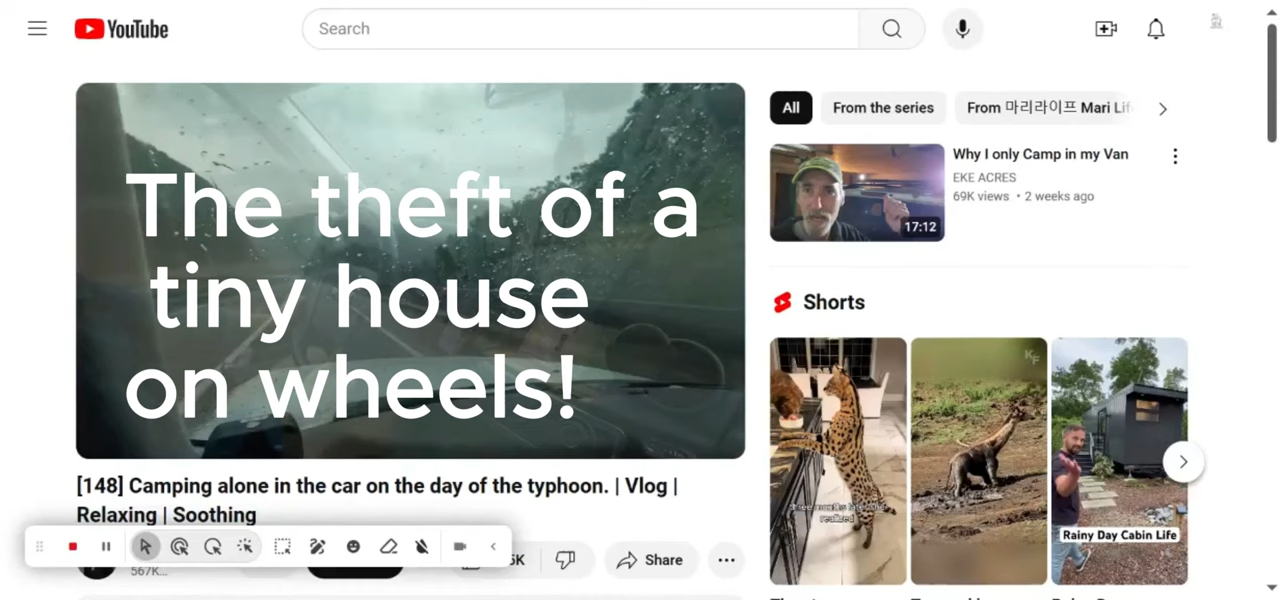 YouTube
Search
All
From the series
From 마리라이프 Mari Life
The theft of a
tiny house
on wheels!
Why I only Camp in my Van
EKE ACRES
69K views • 2 weeks ago
17:12
Shorts
KF
realized
Rainy Day Cabin Life
[148] Camping alone in the car on the day of the typhoon. | Vlog |
Relaxing | Soothing
567K...
5K
Share